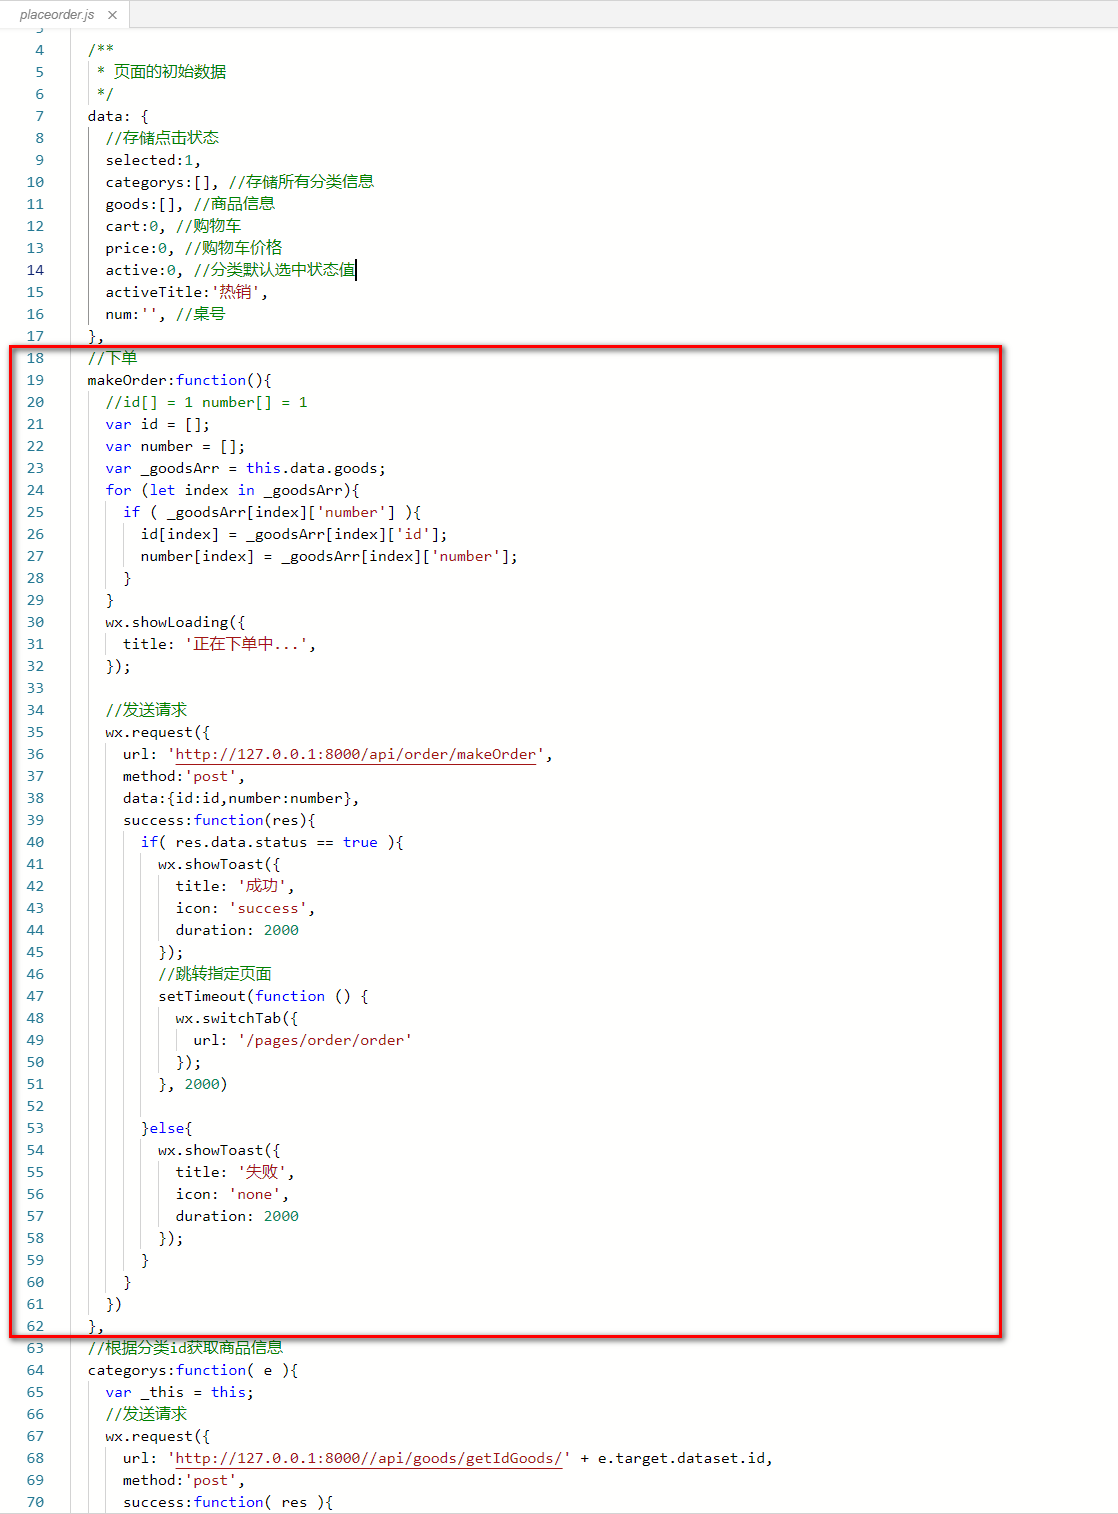 placeorder.js ×
3
4 /**
5 * 页面的初始数据
6 */
7 data: {
8 //存储点击状态
9 selected:1,
10 categorys:[], //存储所有分类信息
11 goods:[], //商品信息
12 cart:0, //购物车
13 price:0, //购物车价格
14 active:0, //分类默认选中状态值
15 activeTitle:'热销',
16 num:'', //桌号
17 },
18 //下单
19 makeOrder:function(){
20 //id[] = 1 number[] = 1
21 var id = [];
22 var number = [];
23 var _goodsArr = this.data.goods;
24 for (let index in _goodsArr){
25 if ( _goodsArr[index]['number'] ){
26 id[index] = _goodsArr[index]['id'];
27 number[index] = _goodsArr[index]['number'];
28 }
29 }
30 wx.showLoading({
31 title: '正在下单中...',
32 });
33
34 //发送请求
35 wx.request({
36 url: 'http://127.0.0.1:8000/api/order/makeOrder',
37 method:'post',
38 data:{id:id,number:number},
39 success:function(res){
40 if( res.data.status == true ){
41 wx.showToast({
42 title: '成功',
43 icon: 'success',
44 duration: 2000
45 });
46 //跳转指定页面
47 setTimeout(function () {
48 wx.switchTab({
49 url: '/pages/order/order'
50 });
51 }, 2000)
52
53 }else{
54 wx.showToast({
55 title: '失败',
56 icon: 'none',
57 duration: 2000
58 });
59 }
60 }
61 })
62 },
63 //根据分类id获取商品信息
64 categorys:function( e ){
65 var _this = this;
66 //发送请求
67 wx.request({
68 url: 'http://127.0.0.1:8000//api/goods/getIdGoods/' + e.target.dataset.id,
69 method:'post',
70 success:function( res ){